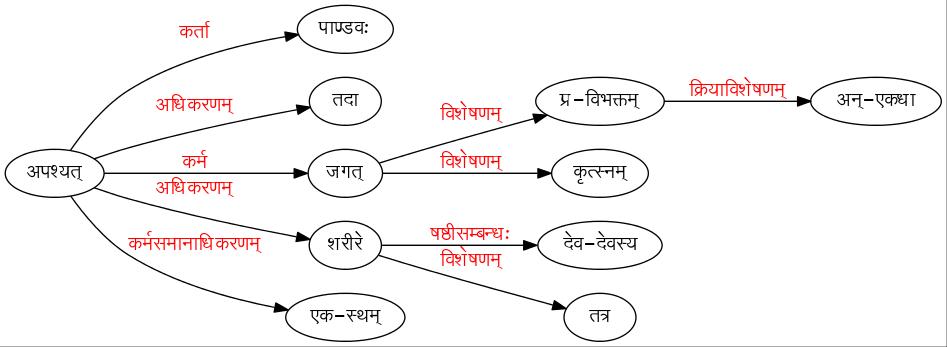 कर्ता
पाण्डवः
अधिकरणम्
तदा
प्र-विभक्तम्
क्रियाविशेषणम्
अन्-एकधा
विशेषणम्
अपश्यत्
कर्म
जगत्
विशेषणम्
कृत्स्नम्
अधिकरणम्
शरीरे
षष्ठीसम्बन्ध:
देव-देवस्य
कर्मसमानाधिकरणम्
विशेषणम्
एक-स्थम्
तत्र